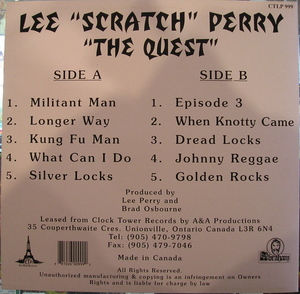 CTLP 999
LEE "SCRATCH" PERRY
"THE QUEST"
SIDE A
1. Militant Man
2. Longer Way
3. Kung Fu Man
4. What Can I Do
5. Silver Locks
SIDE B
1. Episode 3
2. When Knotty Came
3. Dread Locks
4. Johnny Reggae
5. Golden Rocks
Produced by
Lee Perry and
Brad Osbourne
Leased from Clock Tower Records by A&A Productions
35 Couperthwaite Cres. Unionville, Ontario Canada L3R 6N4
Tel: (905) 470-9798
Fax: (905) 479-7046
Made in Canada
All Rights Reserved.
Unauthorized manufacturing & copying is an infringement on Owners
Rights and is liable for charge by law